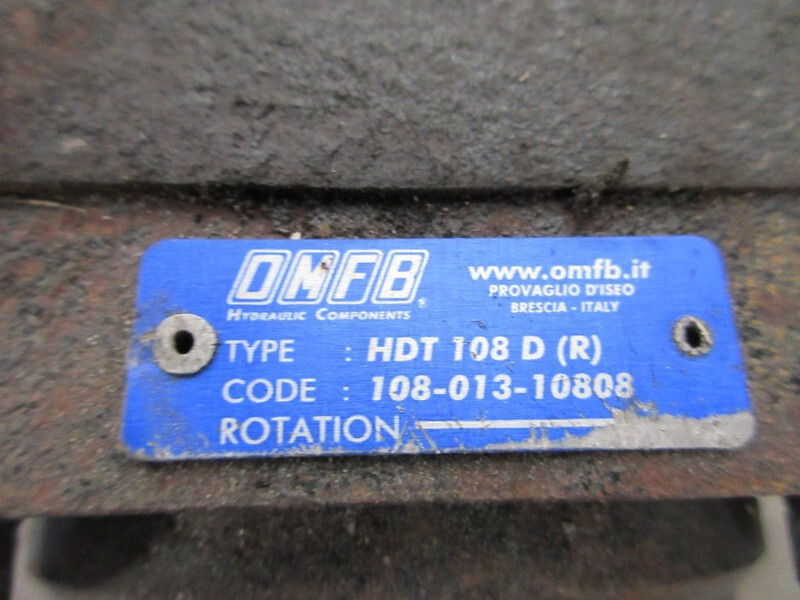 OMFB®
HYDRAULIC COMPONENTS
www.omfb.it
PROVAGLIO D'ISEO
BRESCIA - ITALY
TYPE : HDT 108 D (R)
CODE : 108-013-10808
ROTATION